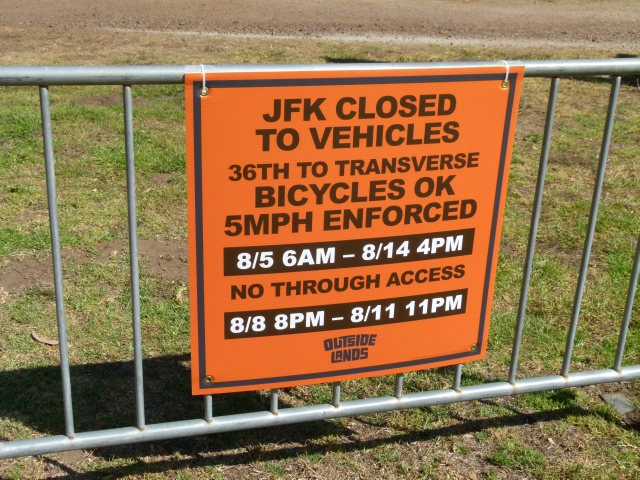 JFK CLOSED
TO VEHICLES
36TH TO TRANSVERSE
BICYCLES OK
5MPH ENFORCED
8/5 6AM – 8/14 4PM
NO THROUGH ACCESS
8/8 8PM – 8/11 11PM
OUTSIDE
LANDS